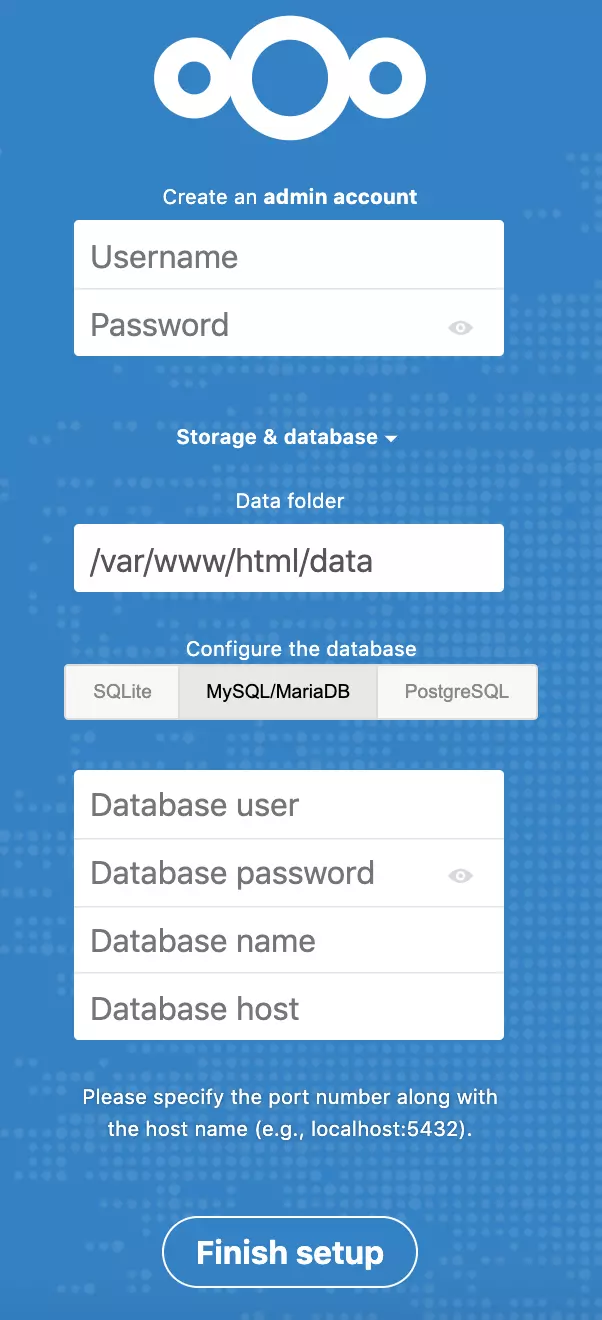 Create an admin account
Username
Password
Storage & database
Data folder
/var/www/html/data
Configure the database
SQLite
MySQL/MariaDB
PostgreSQL
Database user
Database password
Database name
Database host
Please specify the port number along with
the host name (e.g., localhost:5432).
Finish setup